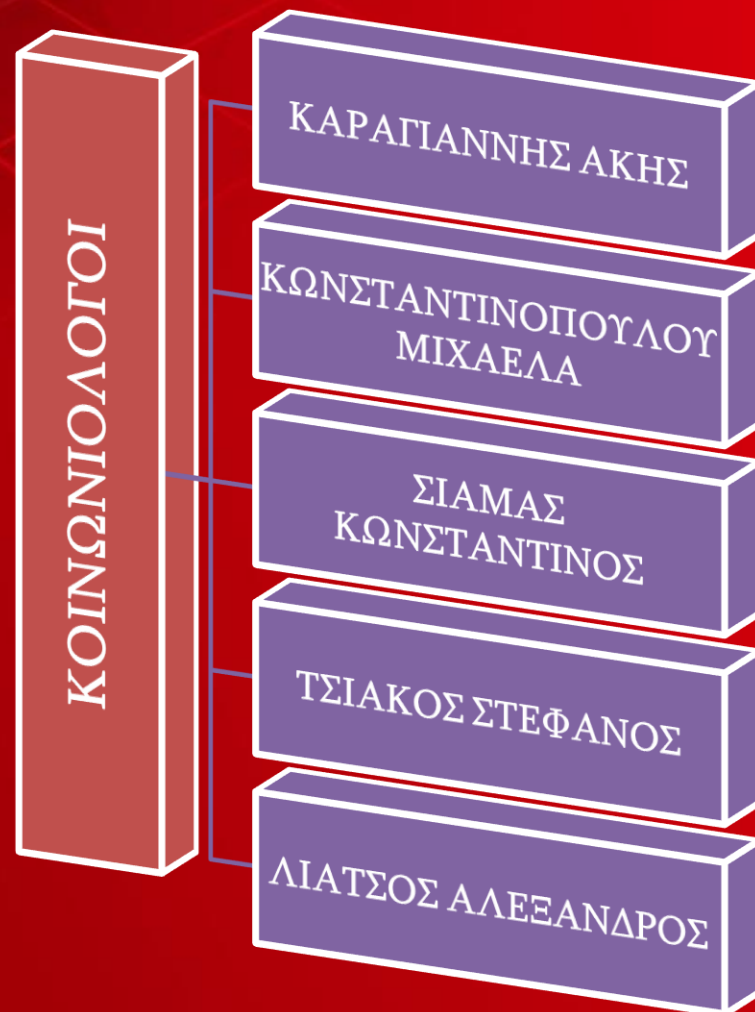 ΚΟΙΝΩΝΙΟΛΟΓΟΙ
ΚΑΡΑΓΙΑΝΝΗΣ ΑΚΗΣ
ΚΩΝΣΤΑΝΤΙΝΟΠΟΥΛΟΥ
ΜΙΧΑΕΛΑ
ΣΙΑΜΑΣ
ΚΩΝΣΤΑΝΤΙΝΟΣ
ΤΣΙΑΚΟΣ ΣΤΕΦΑΝΟΣ
ΛΙΑΤΣΟΣ ΑΛΕΞΑΝΔΡΟΣ